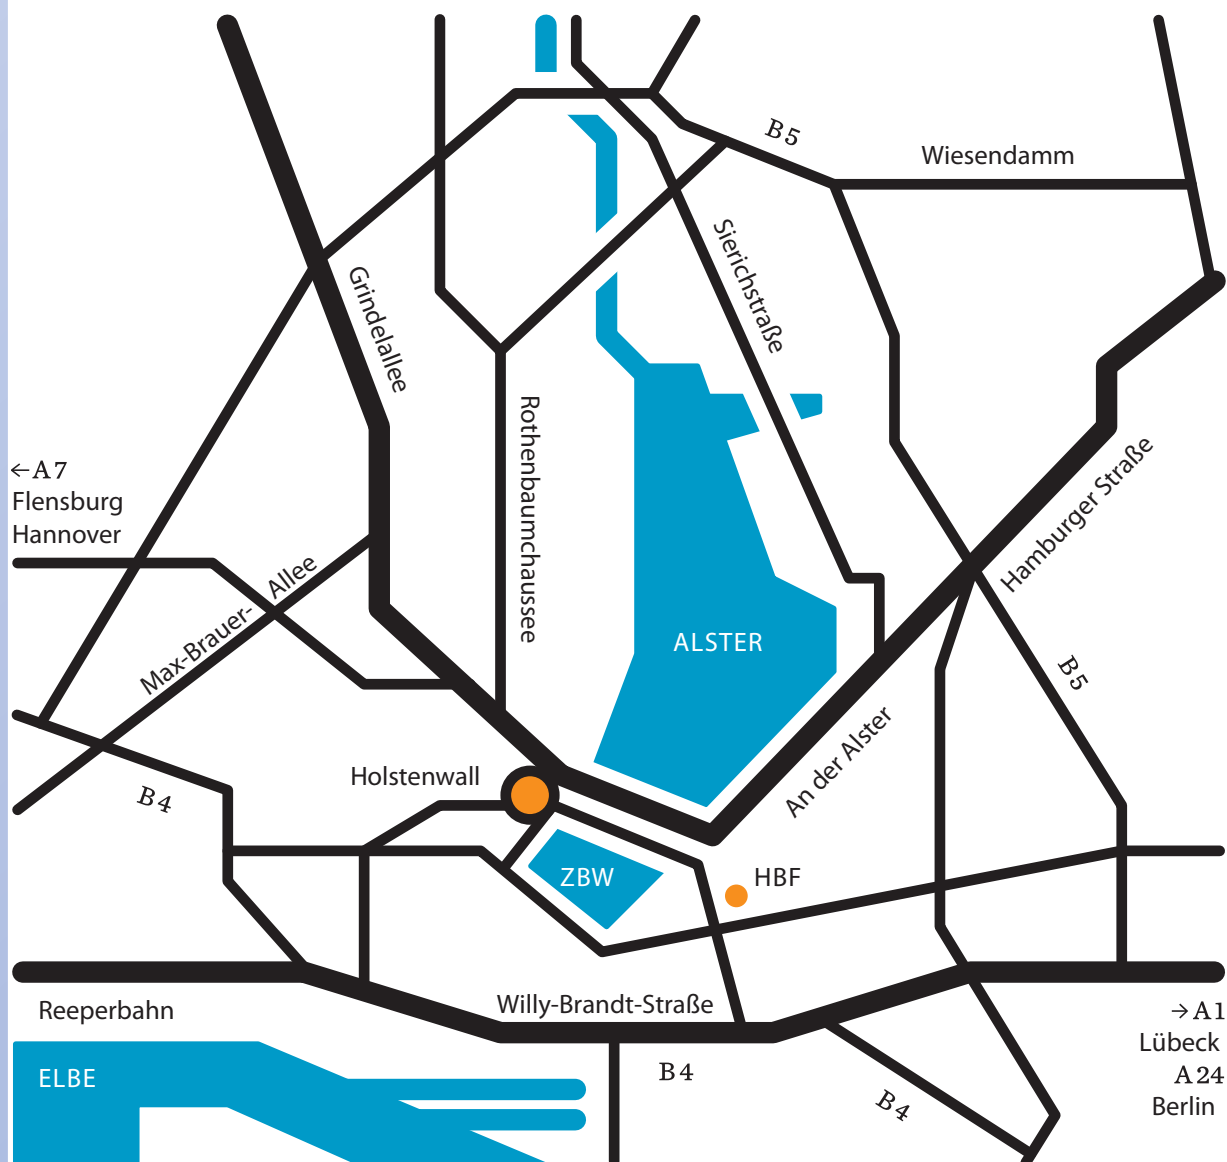 B5
Wiesendamm
Sierichstraße
Grindelallee
Rothenbaumchaussee
←A7
Flensburg
Hannover
Hamburger Straße
Max-Brauer-Allee
ALSTER
B5
An der Alster
Holstenwall
B4
ZBW
HBF
Reeperbahn
Willy-Brandt-Straße
→A1
Lübeck
A24
Berlin
ELBE
B4
B4